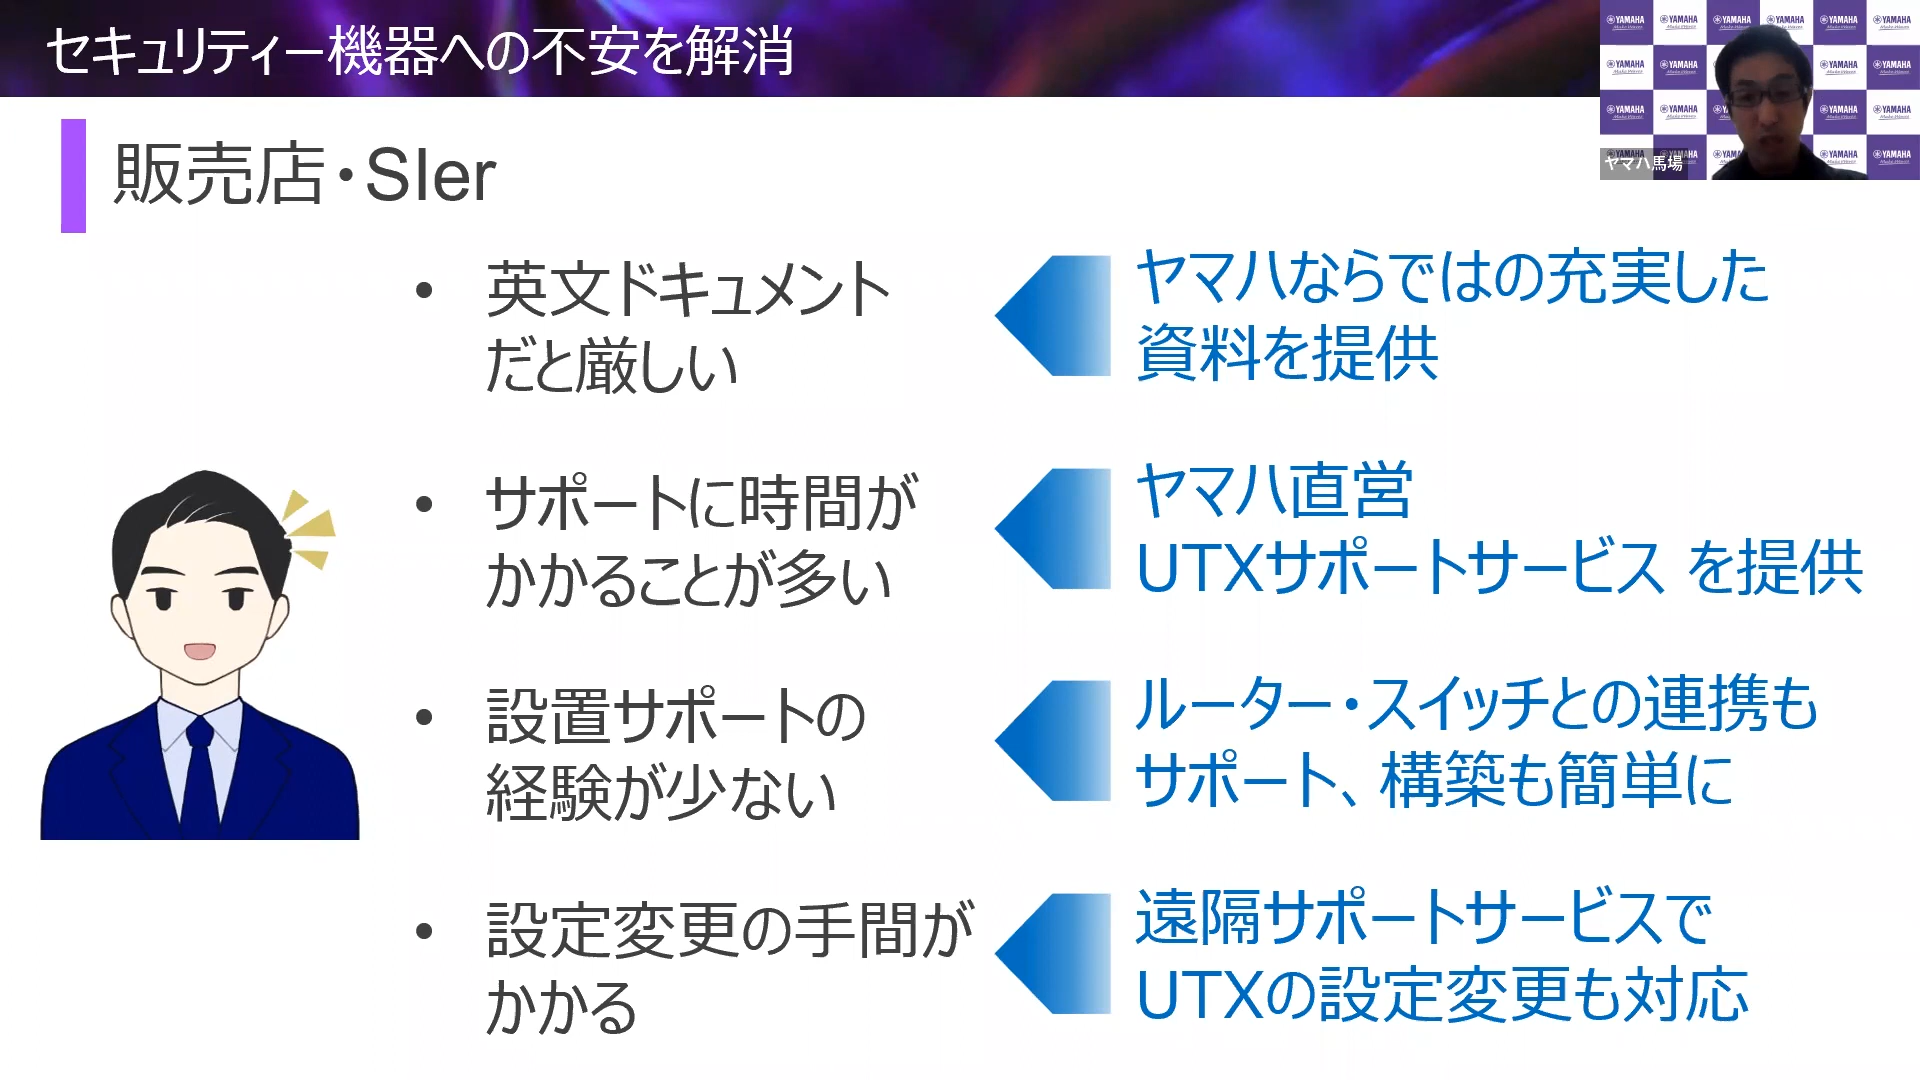 セキュリティー機器への不安を解消
YAMAHA
Make Waves
ヤマハ馬場
販売店・SIer
• 英文ドキュメント
だと厳しい
ヤマハならではの充実した
資料を提供
• サポートに時間が
かかることが多い
ヤマハ直営
UTXサポートサービス を提供
• 設置サポートの
経験が少ない
ルーター・スイッチとの連携も
サポート、構築も簡単に
• 設定変更の手間が
かかる
遠隔サポートサービスで
UTXの設定変更も対応